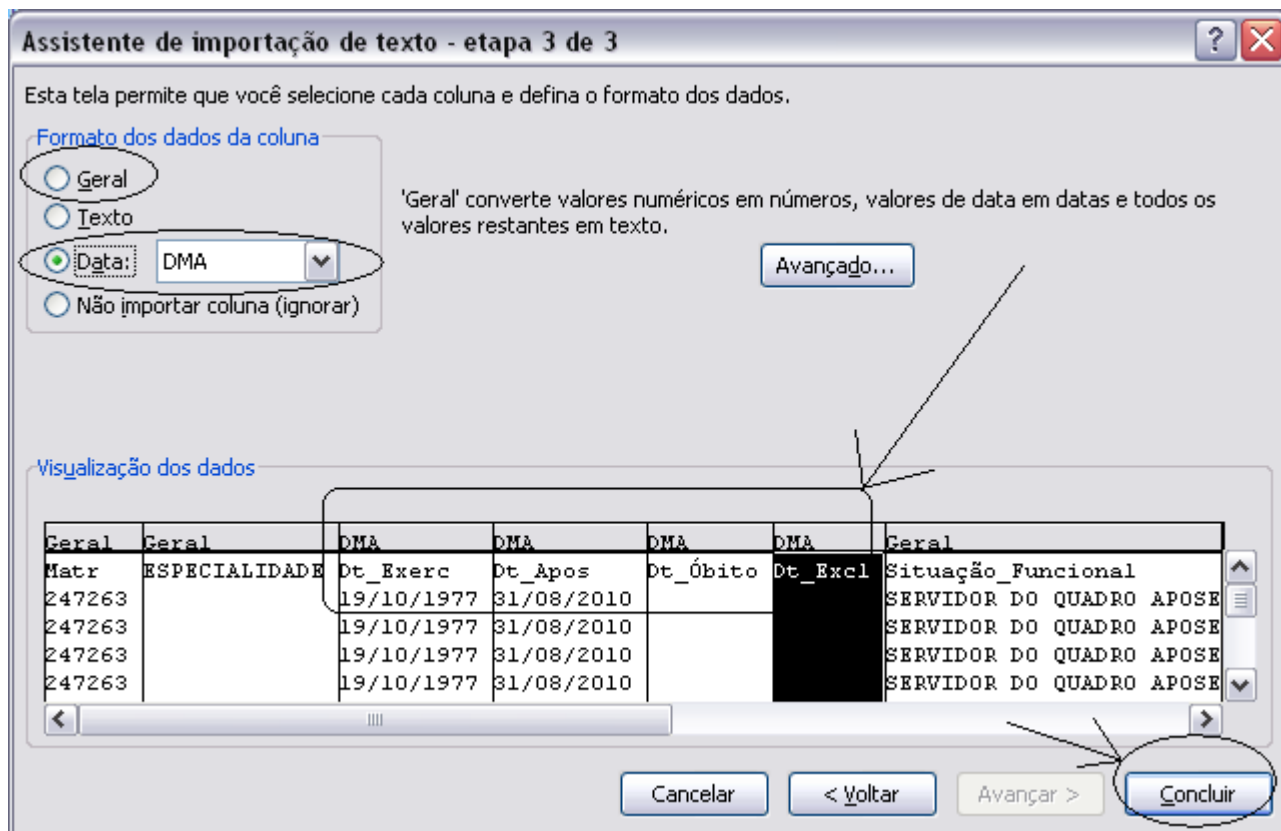 Assistente de importação de texto - etapa 3 de 3
Esta tela permite que você selecione cada coluna e defina o formato dos dados.
Formato dos dados da coluna
Geral
Texto
Data: DMA
Não importar coluna (ignorar)
'Geral' converte valores numéricos em números, valores de data em datas e todos os
valores restantes em texto.
Avançado...
Visualização dos dados
Geral Geral DMA DMA DMA DMA Geral
Matr ESPECIALIDADE Dt_Exerc Dt_Apos Dt_Óbito Dt_Excl Situação_Funcional
247263 19/10/1977 31/08/2010 SERVIDOR DO QUADRO APOSE
247263 19/10/1977 31/08/2010 SERVIDOR DO QUADRO APOSE
247263 19/10/1977 31/08/2010 SERVIDOR DO QUADRO APOSE
247263 19/10/1977 31/08/2010 SERVIDOR DO QUADRO APOSE
Cancelar < Voltar Avançar > Concluir